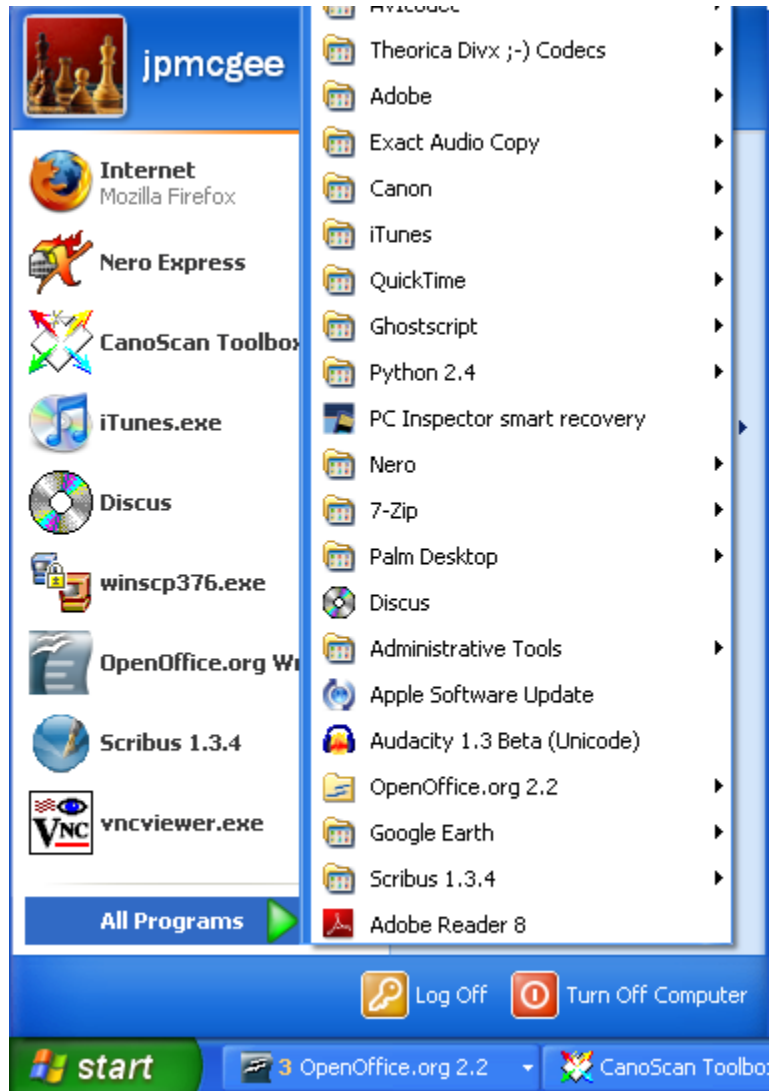 jpmcgee
Internet
Mozilla Firefox
Nero Express
CanoScan Toolbox
iTunes.exe
Discus
winscp376.exe
OpenOffice.org Wr
Scribus 1.3.4
VNC
vncviewer.exe
All Programs
Avicodec
Theorica Divx ;-) Codecs
Adobe
Exact Audio Copy
Canon
iTunes
QuickTime
Ghostscript
Python 2.4
PC Inspector smart recovery
Nero
7-Zip
Palm Desktop
Discus
Administrative Tools
Apple Software Update
Audacity 1.3 Beta (Unicode)
OpenOffice.org 2.2
Google Earth
Scribus 1.3.4
Adobe Reader 8
Log Off
Turn Off Computer
start
3 OpenOffice.org 2.2
CanoScan Toolbo